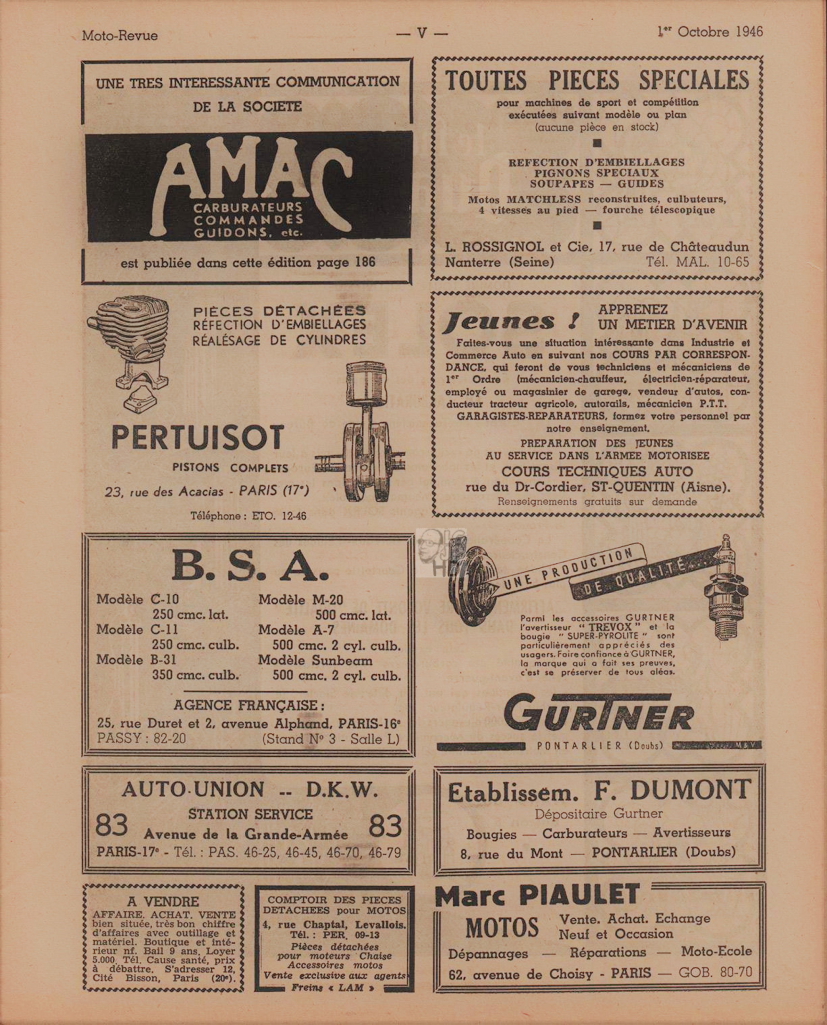 Moto-Revue
— V —
1er Octobre 1946
UNE TRES INTERESSANTE COMMUNICATION
DE LA SOCIETE
AMAC
CARBURATEURS
COMMANDES
GUIDONS, etc.
est publiée dans cette édition page 186
TOUTES PIECES SPECIALES
pour machines de sport et compétition
exécutées suivant modèle ou plan
(aucune pièce en stock)
REFECTION D'EMBIELLAGES
PIGNONS SPECIAUX
SOUPAPES — GUIDES
Motos MATCHLESS reconstruites, culbuteurs,
4 vitesses au pied — fourche télescopique
L. ROSSIGNOL et Cie, 17, rue de Châteaudun
Nanterre (Seine) Tél. MAL. 10-65
PIÈCES DÉTACHÉES
RÉFECTION D'EMBIELLAGES
RÉALÉSAGE DE CYLINDRES
PERTUISOT
PISTONS COMPLETS
23, rue des Acacias - PARIS (17e)
Téléphone : ETO. 12-46
Jeunes !
APPRENEZ
UN METIER D'AVENIR
Faites-vous une situation intéressante dans Industrie et
Commerce Auto en suivant nos COURS PAR CORRESPON-
DANCE, qui feront de vous techniciens et mécaniciens de
1er Ordre (mécanicien-chauffeur, électricien-réparateur,
employé ou magasinier de garage, vendeur d'autos, con-
ducteur tracteur agricole, autorails, mécanicien P.T.T.
GARAGISTES-REPARATEURS, formez votre personnel par
notre enseignement.
PREPARATION DES JEUNES
AU SERVICE DANS L'ARMEE MOTORISEE
COURS TECHNIQUES AUTO
rue du Dr-Cordier, ST-QUENTIN (Aisne).
Renseignements gratuits sur demande
B. S. A.
Modèle C-10
250 cmc. lat.
Modèle C-11
250 cmc. culb.
Modèle B-31
350 cmc. culb.
Modèle M-20
500 cmc. lat.
Modèle A-7
500 cmc. 2 cyl. culb.
Modèle Sunbeam
500 cmc. 2 cyl. culb.
AGENCE FRANÇAISE :
25, rue Duret et 2, avenue Alphand, PARIS-16e
PASSY : 82-20 (Stand No 3 - Salle L)
UNE PRODUCTION
DE QUALITÉ...
Parmi les accessoires GURTNER
l'avertisseur " TREVOX " et la
bougie " SUPER-PYROLITE " sont
particulièrement appréciés des
usagers. Faire confiance à GURTNER,
la marque qui a fait ses preuves,
c'est se préserver de tous aléas.
GURTNER
PONTARLIER (Doubs)
AUTO-UNION -- D.K.W.
STATION SERVICE
83 Avenue de la Grande-Armée 83
PARIS-17e - Tél. : PAS. 46-25, 46-45, 46-70, 46-79
Etablissem. F. DUMONT
Dépositaire Gurtner
Bougies — Carburateurs — Avertisseurs
8, rue du Mont — PONTARLIER (Doubs)
A VENDRE
AFFAIRE. ACHAT. VENTE
bien située, très bon chiffre
d'affaires avec outillage et
matériel. Boutique et inté-
rieur nf. Bail 9 ans. Loyer
5.000. Tél. Cause santé, prix
à débattre. S'adresser 12,
Cité Bisson, Paris (20e).
COMPTOIR DES PIECES
DETACHEES pour MOTOS
4, rue Chaptal, Levallois.
Tél. : PER. 09-13
Pièces détachées
pour moteurs Chaise
Accessoires motos
Vente exclusive aux agents
Freins « LAM »
Marc PIAULET
MOTOS
Vente. Achat. Echange
Neuf et Occasion
Dépannages — Réparations — Moto-Ecole
62, avenue de Choisy - PARIS — GOB. 80-70